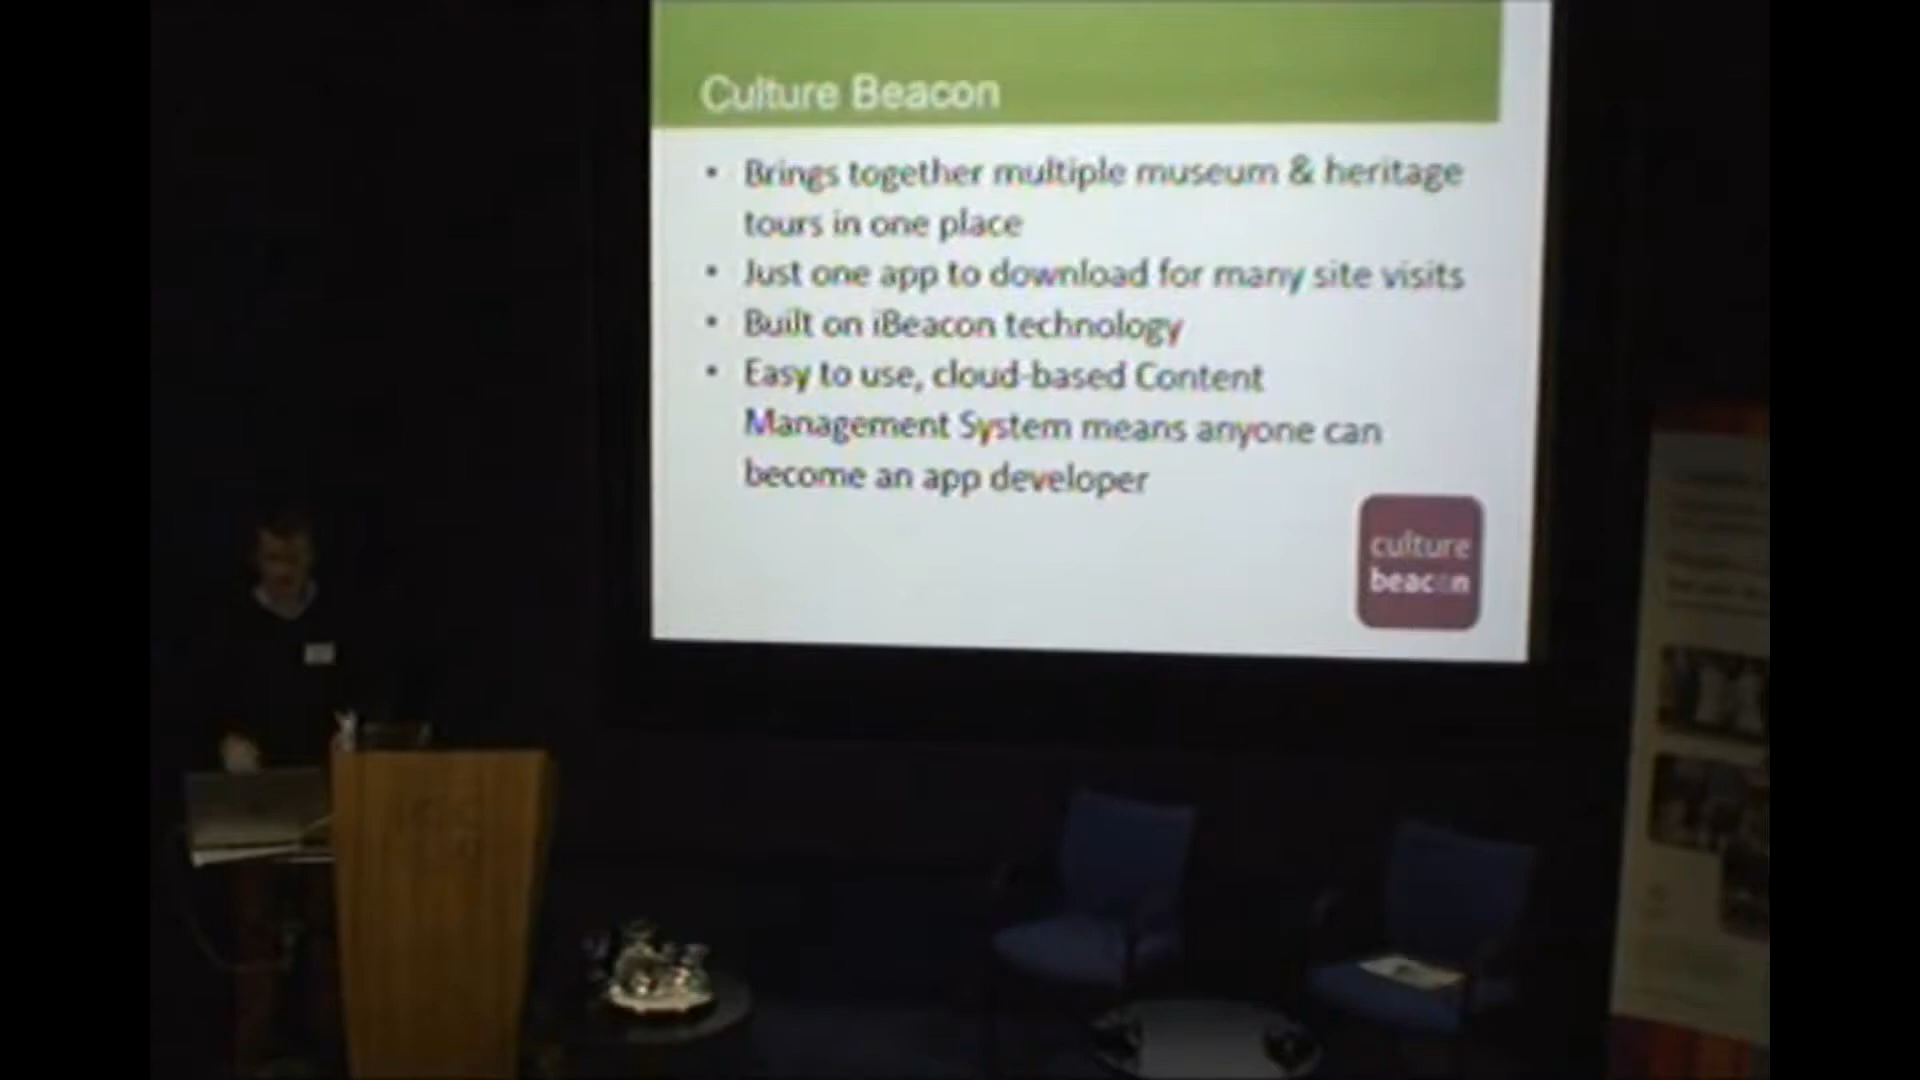 Culture Beacon
• Brings together multiple museum & heritage
tours in one place
• Just one app to download for many site visits
• Built on iBeacon technology
• Easy to use, cloud-based Content
Management System means anyone can
become an app developer
culture
beacon